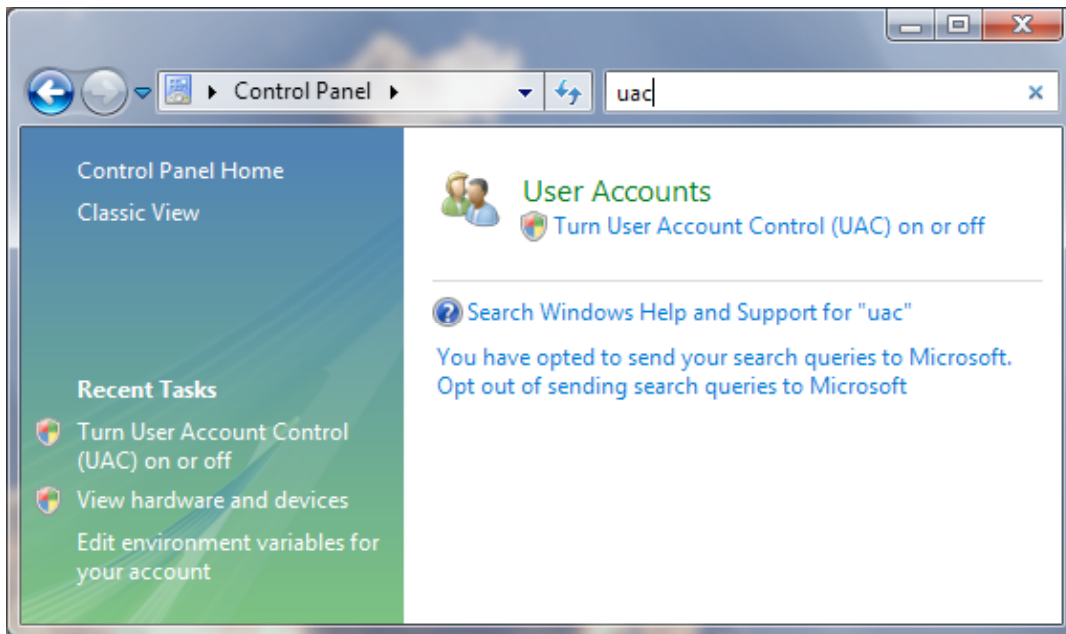 Control Panel
uac
Control Panel Home
Classic View
Recent Tasks
Turn User Account Control
(UAC) on or off
View hardware and devices
Edit environment variables for
your account
User Accounts
Turn User Account Control (UAC) on or off
Search Windows Help and Support for "uac"
You have opted to send your search queries to Microsoft.
Opt out of sending search queries to Microsoft